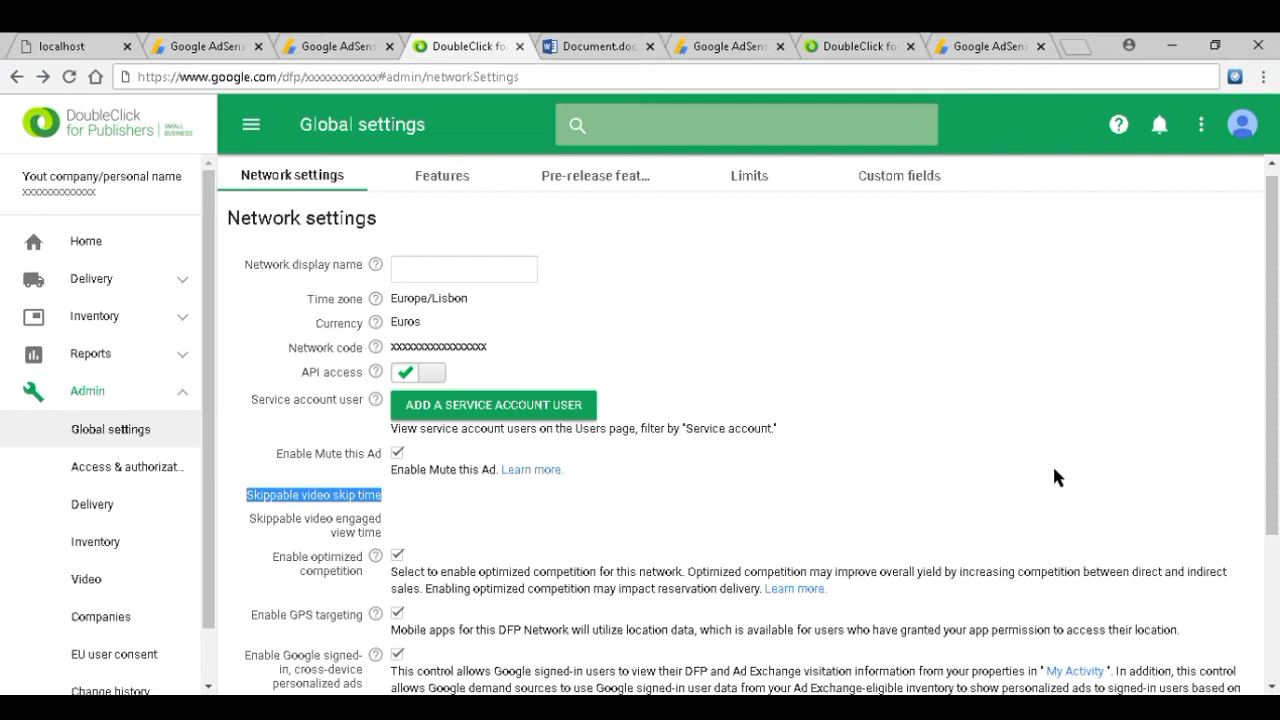 localhost
Google AdSens
Google AdSens
DoubleClick fo
Document.doc
Google AdSens
DoubleClick fo
Google AdSens
https://www.google.com/dfp/xxxxxxxxxxxx#admin/networkSettings
DoubleClick
for Publishers
SMALL
BUSINESS
Global settings
Yout company/personal name
xxxxxxxxxxxxx
Network settings
Features
Pre-release feat...
Limits
Custom fields
Home
Delivery
Inventory
Reports
Admin
Global settings
Access & authorizat...
Delivery
Inventory
Video
Companies
EU user consent
Change history
Network settings
Network display name
Time zone Europe/Lisbon
Currency Euros
Network code xxxxxxxxxxxxxxxxx
API access
Service account user ADD A SERVICE ACCOUNT USER
View service account users on the Users page, filter by "Service account."
Enable Mute this Ad
Enable Mute this Ad. Learn more.
Skippable video skip time
Skippable video engaged
view time
Enable optimized
competition
Select to enable optimized competition for this network. Optimized competition may improve overall yield by increasing competition between direct and indirect
sales. Enabling optimized competition may impact reservation delivery. Learn more.
Enable GPS targeting
Mobile apps for this DFP Network will utilize location data, which is available for users who have granted your app permission to access their location.
Enable Google signed-
in, cross-device
personalized ads
This control allows Google signed-in users to view their DFP and Ad Exchange visitation information from your properties in " My Activity ". In addition, this control
allows Google demand sources to use Google signed-in user data from your Ad Exchange-eligible inventory to show personalized ads to signed-in users based on